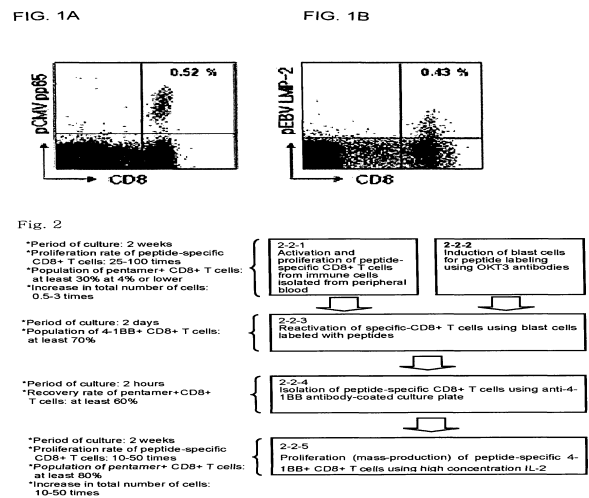 FIG. 1A
FIG. 1B
0.52 %
0.43 %
pCMVpp65
pEBV LMP-2
CD8
CD8
Fig. 2
*Period of culture: 2 weeks
*Proliferation rate of peptide-specific
CD8+ T cells: 25-100 times
*Population of pentamer+ CD8+ T cells:
at least 30% at 4% or lower
*Increase in total number of cells:
0.5-3 times
2-2-1
Activation and
proliferation of peptide-
specific CD8+ T cells
from immune cells
isolated from peripheral
blood
2-2-2
Induction of blast cells
for peptide labeling
using OKT3 antibodies
*Period of culture: 2 days
*Population of 4-1BB+ CD8+ T cells:
at least 70%
2-2-3
Reactivation of specific-CD8+ T cells using blast cells
labeled with peptides
*Period of culture: 2 hours
*Recovery rate of pentamer+CD8+
T cells: at least 60%
2-2-4
Isolation of peptide-specific CD8+ T cells using anti-4-
1BB antibody-coated culture plate
*Period of culture: 2 weeks
*Proliferation rate of peptide-specific
CD8+ T cells: 10-50 times
*Population of pentamer+ CD8+ T cells:
at least 80%
*Increase in total number of cells:
10-50 times
2-2-5
Proliferation (mass-production) of peptide-specific 4-
1BB+ CD8+ T cells using high concentration IL-2